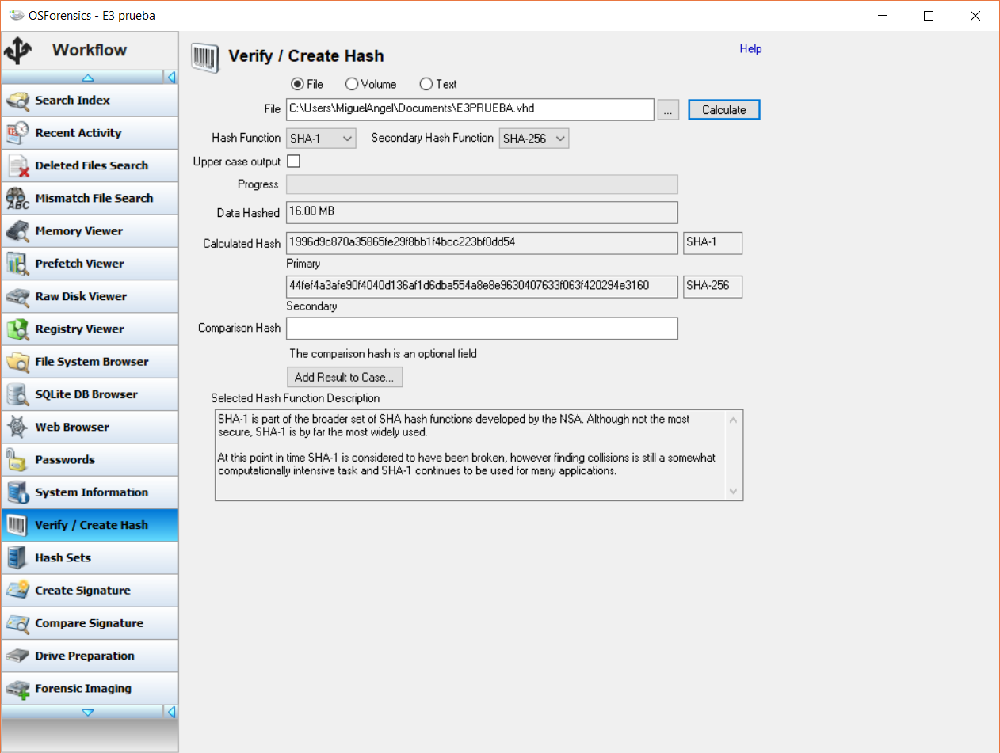 OSForensics - E3 prueba
Workflow
Search Index
Recent Activity
Deleted Files Search
Mismatch File Search
Memory Viewer
Prefetch Viewer
Raw Disk Viewer
Registry Viewer
File System Browser
SQLite DB Browser
Web Browser
Passwords
System Information
Verify / Create Hash
Hash Sets
Create Signature
Compare Signature
Drive Preparation
Forensic Imaging
Verify / Create Hash
Help
File Volume Text
File C:\Users\MiguelAngel\Documents\E3PRUEBA.vhd ... Calculate
Hash Function SHA-1 Secondary Hash Function SHA-256
Upper case output
Progress
Data Hashed 16.00 MB
Calculated Hash 1996d9c870a35865fe29f8bb1f4bcc223bf0dd54 SHA-1
Primary
44fef4a3afe90f4040d136af1d6dba554a8e8e9630407633f063f420294e3160 SHA-256
Secondary
Comparison Hash
The comparison hash is an optional field
Add Result to Case...
Selected Hash Function Description
SHA-1 is part of the broader set of SHA hash functions developed by the NSA. Although not the most
secure, SHA-1 is by far the most widely used.
At this point in time SHA-1 is considered to have been broken, however finding collisions is still a somewhat
computationally intensive task and SHA-1 continues to be used for many applications.